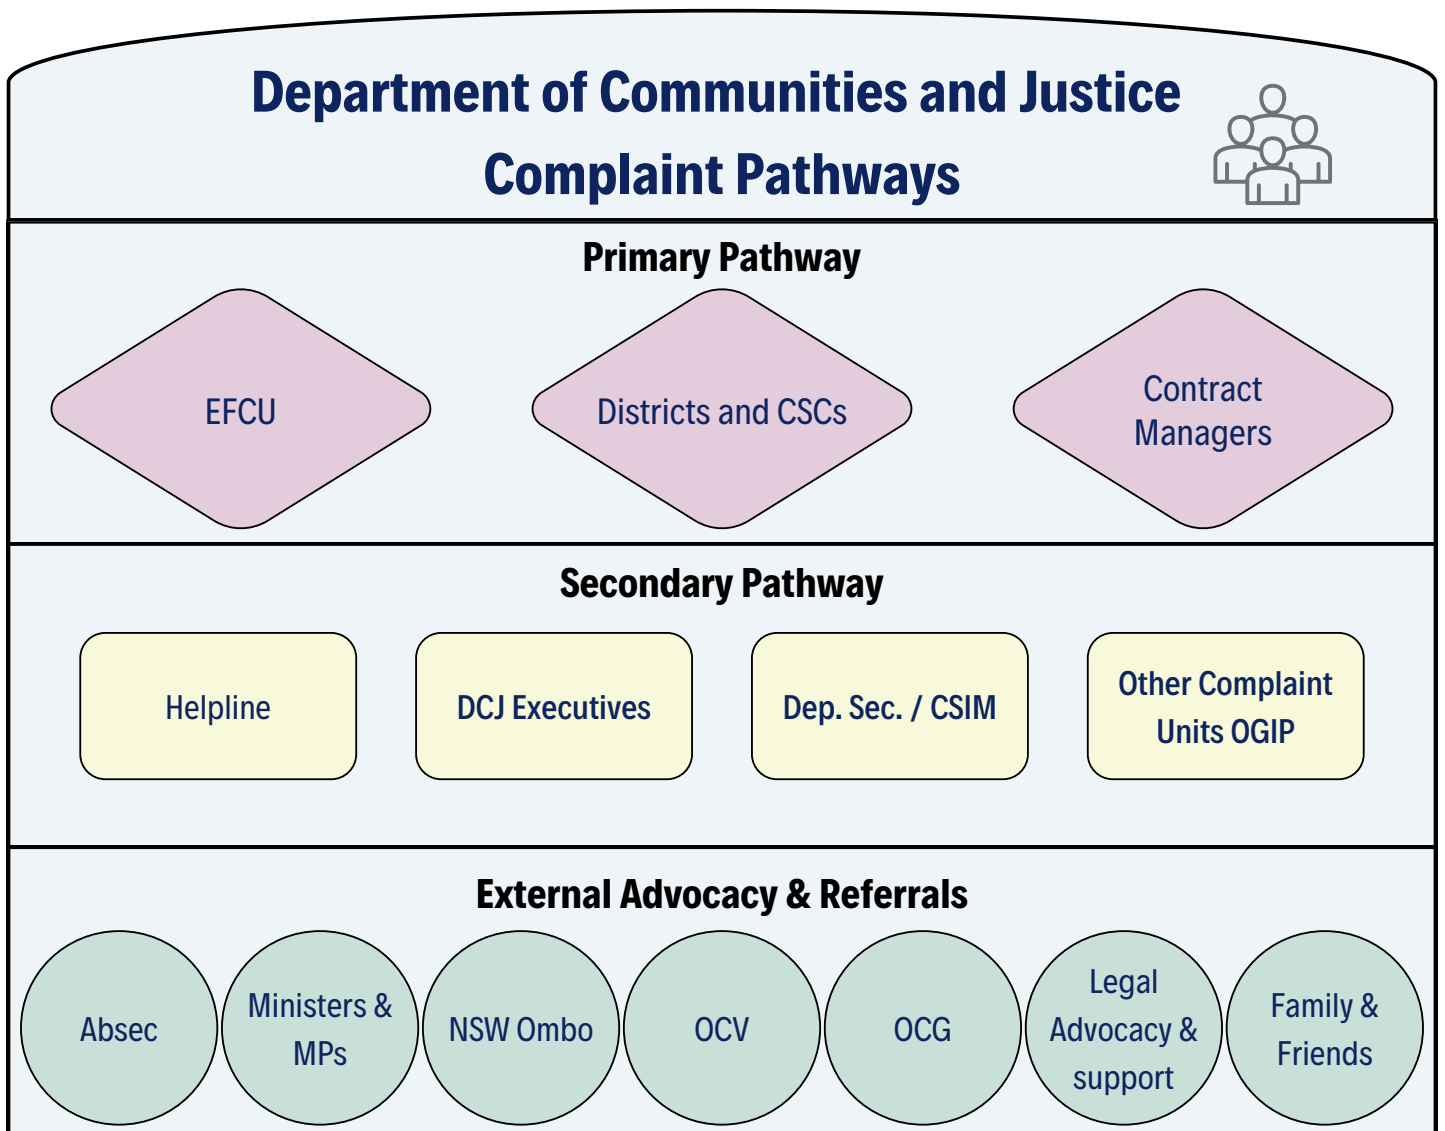 Department of Communities and Justice
Complaint Pathways
Primary Pathway
EFCU
Districts and CSCs
Contract
Managers
Secondary Pathway
Helpline
DCJ Executives
Dep. Sec. / CSIM
Other Complaint
Units OGIP
External Advocacy & Referrals
Absec
Ministers &
MPs
NSW Ombo
OCV
OCG
Legal
Advocacy &
support
Family &
Friends